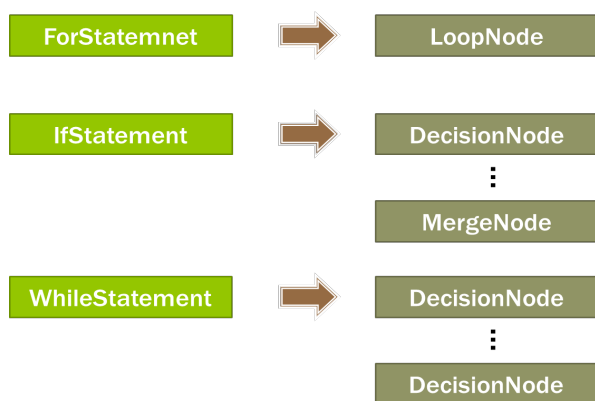 ForStatemnet
LoopNode
IfStatement
DecisionNode
MergeNode
WhileStatement
DecisionNode
DecisionNode